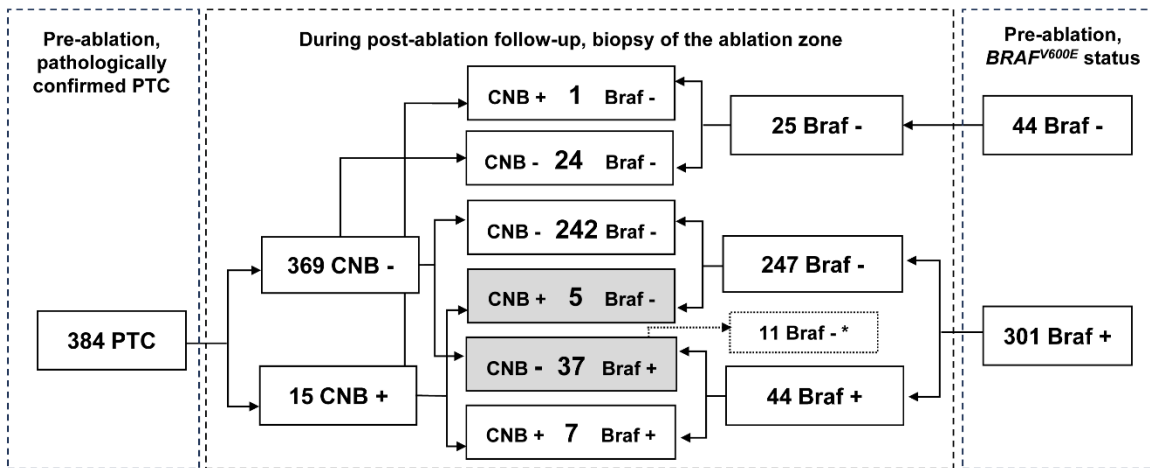 Pre-ablation,
pathologically
confirmed PTC
During post-ablation follow-up, biopsy of the ablation zone
Pre-ablation,
BRAFV600E status
CNB + 1 Braf -
CNB - 24 Braf -
CNB - 242 Braf -
CNB + 5 Braf -
CNB - 37 Braf +
CNB + 7 Braf +
369 CNB -
15 CNB +
384 PTC
25 Braf -
247 Braf -
11 Braf - *
44 Braf +
44 Braf -
301 Braf +